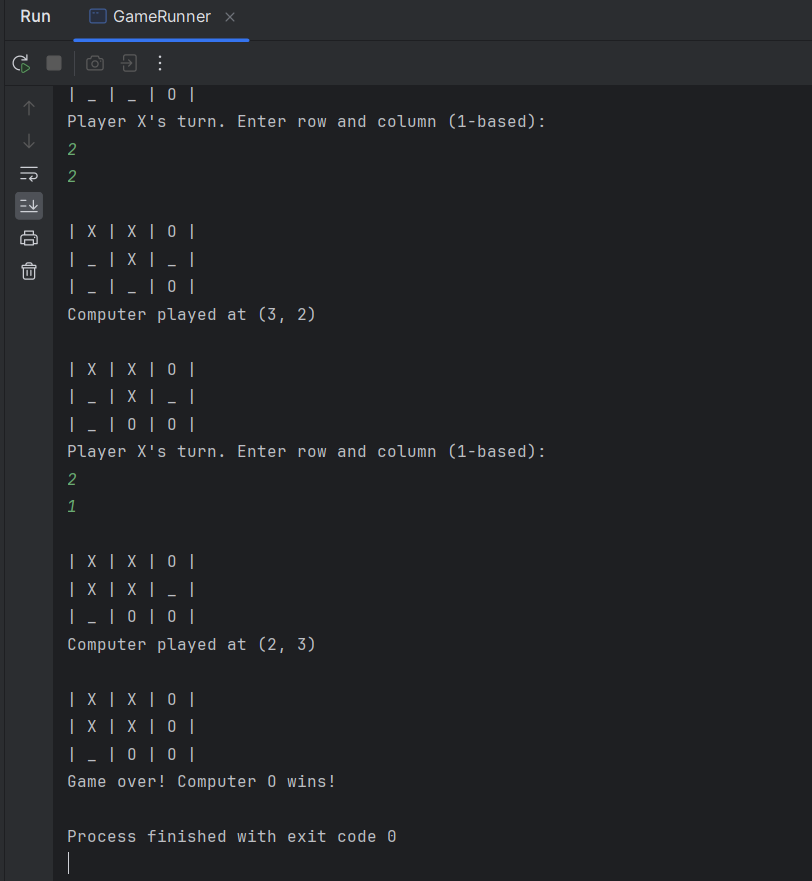 Run GameRunner
| _ | _ | O |
Player X's turn. Enter row and column (1-based):
2
2
| X | X | O |
| _ | X | _ |
| _ | _ | O |
Computer played at (3, 2)
| X | X | O |
| _ | X | _ |
| _ | O | O |
Player X's turn. Enter row and column (1-based):
2
1
| X | X | O |
| X | X | _ |
| _ | O | O |
Computer played at (2, 3)
| X | X | O |
| X | X | O |
| _ | O | O |
Game over! Computer O wins!
Process finished with exit code 0